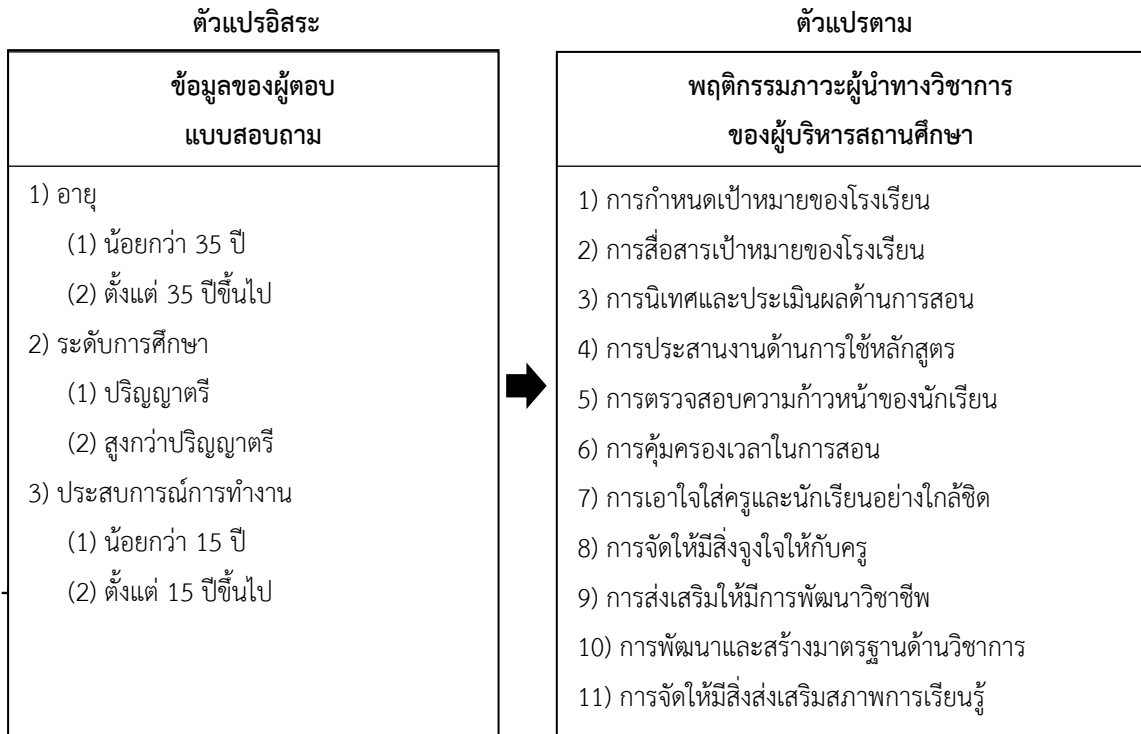 ตัวแปรอิสระ
ข้อมูลของผู้ตอบ
แบบสอบถาม
1) อายุ
(1) น้อยกว่า 35 ปี
(2) ตั้งแต่ 35 ปีขึ้นไป
2) ระดับการศึกษา
(1) ปริญญาตรี
(2) สูงกว่าปริญญาตรี
3) ประสบการณ์การทำงาน
(1) น้อยกว่า 15 ปี
(2) ตั้งแต่ 15 ปีขึ้นไป
ตัวแปรตาม
พฤติกรรมภาวะผู้นำทางวิชาการ
ของผู้บริหารสถานศึกษา
1) การกำหนดเป้าหมายของโรงเรียน
2) การสื่อสารเป้าหมายของโรงเรียน
3) การนิเทศและประเมินผลด้านการสอน
4) การประสานงานด้านการใช้หลักสูตร
5) การตรวจสอบความก้าวหน้าของนักเรียน
6) การคุ้มครองเวลาในการสอน
7) การเอาใจใส่ครูและนักเรียนอย่างใกล้ชิด
8) การจัดให้มีสิ่งจูงใจให้กับครู
9) การส่งเสริมให้มีการพัฒนาวิชาชีพ
10) การพัฒนาและสร้างมาตรฐานด้านวิชาการ
11) การจัดให้มีสิ่งส่งเสริมสภาพการเรียนรู้